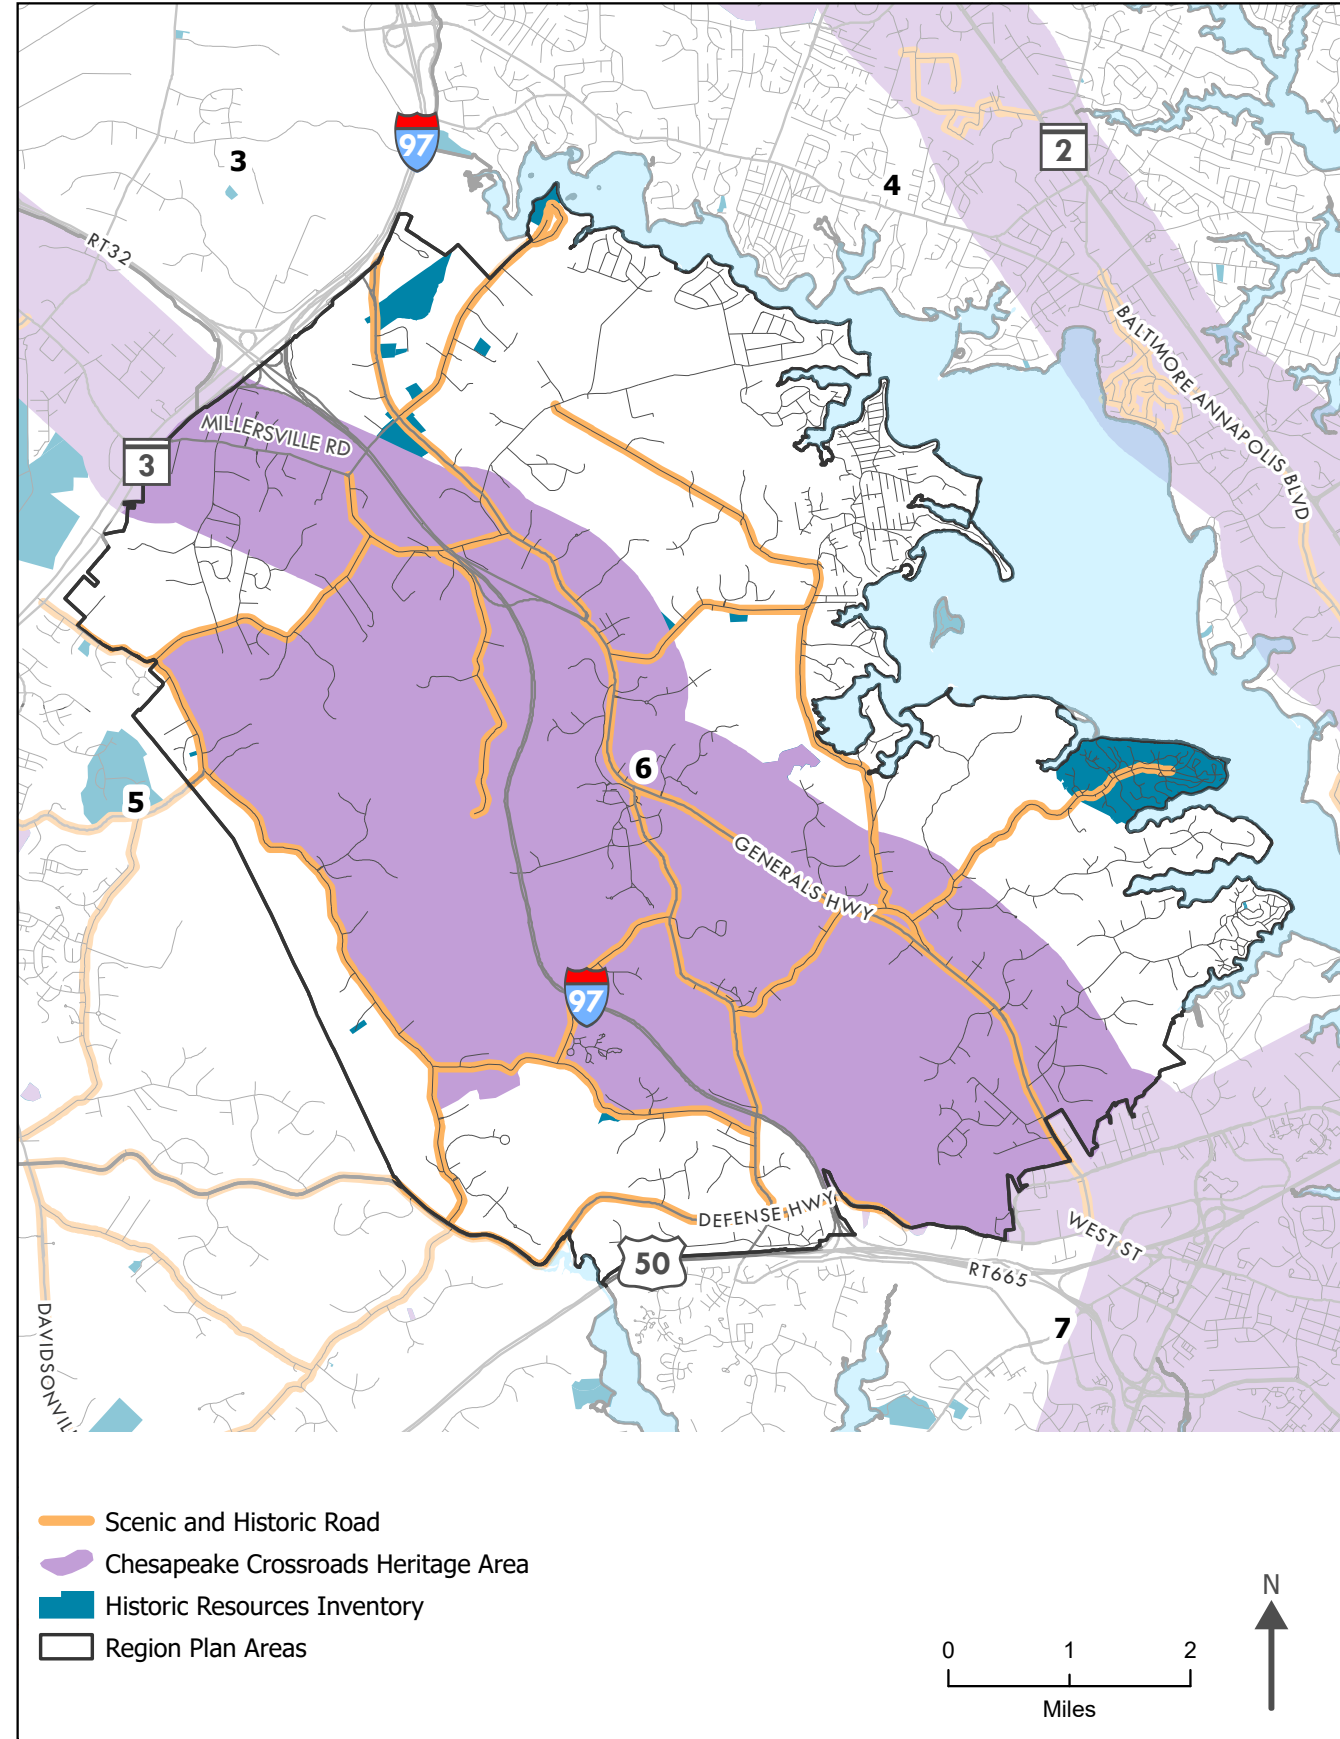 97
2
3
4
RT32
BALTIMORE ANNAPOLIS BLVD
MILLERSVILLE RD
3
6
5
GENERALS HWY
97
DEFENSE HWY
WEST ST
50
RT665
7
Scenic and Historic Road
Chesapeake Crossroads Heritage Area
Historic Resources Inventory
Region Plan Areas
N
0 1 2
Miles